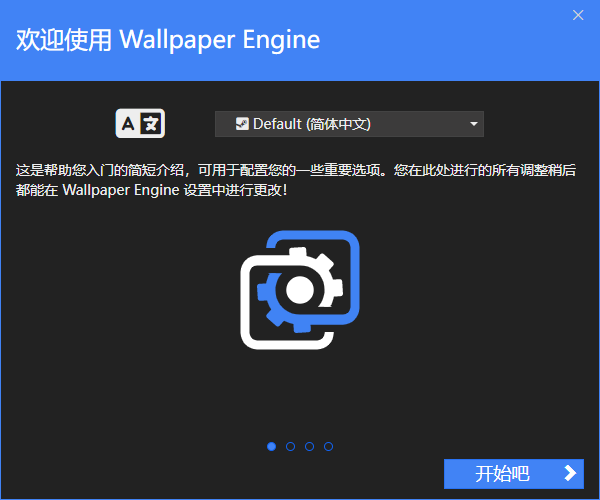 欢迎使用 Wallpaper Engine
A 文
Default (简体中文)
这是帮助您入门的简短介绍，可用于配置您的一些重要选项。您在此处进行的所有调整稍后
都能在 Wallpaper Engine 设置中进行更改！
开始吧